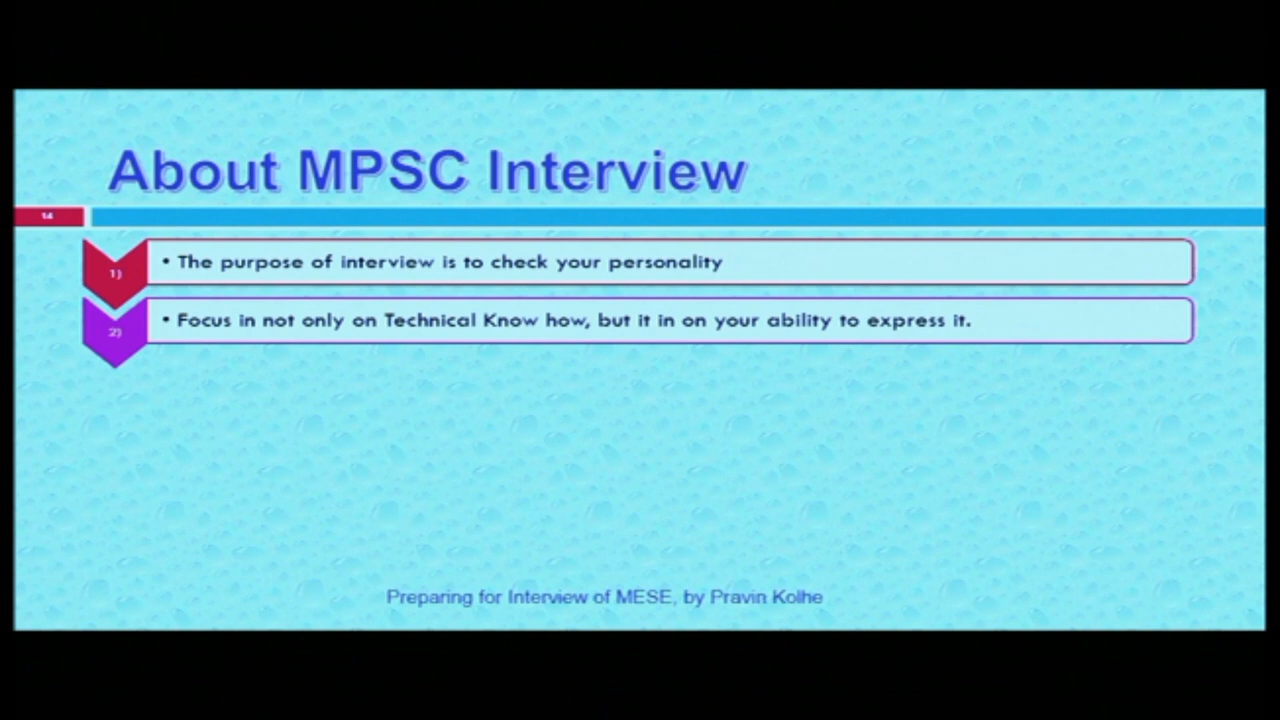 About MPSC Interview
14
1)
• The purpose of interview is to check your personality
2)
• Focus in not only on Technical Know how, but it in on your ability to express it.
Preparing for Interview of MESE, by Pravin Kolhe